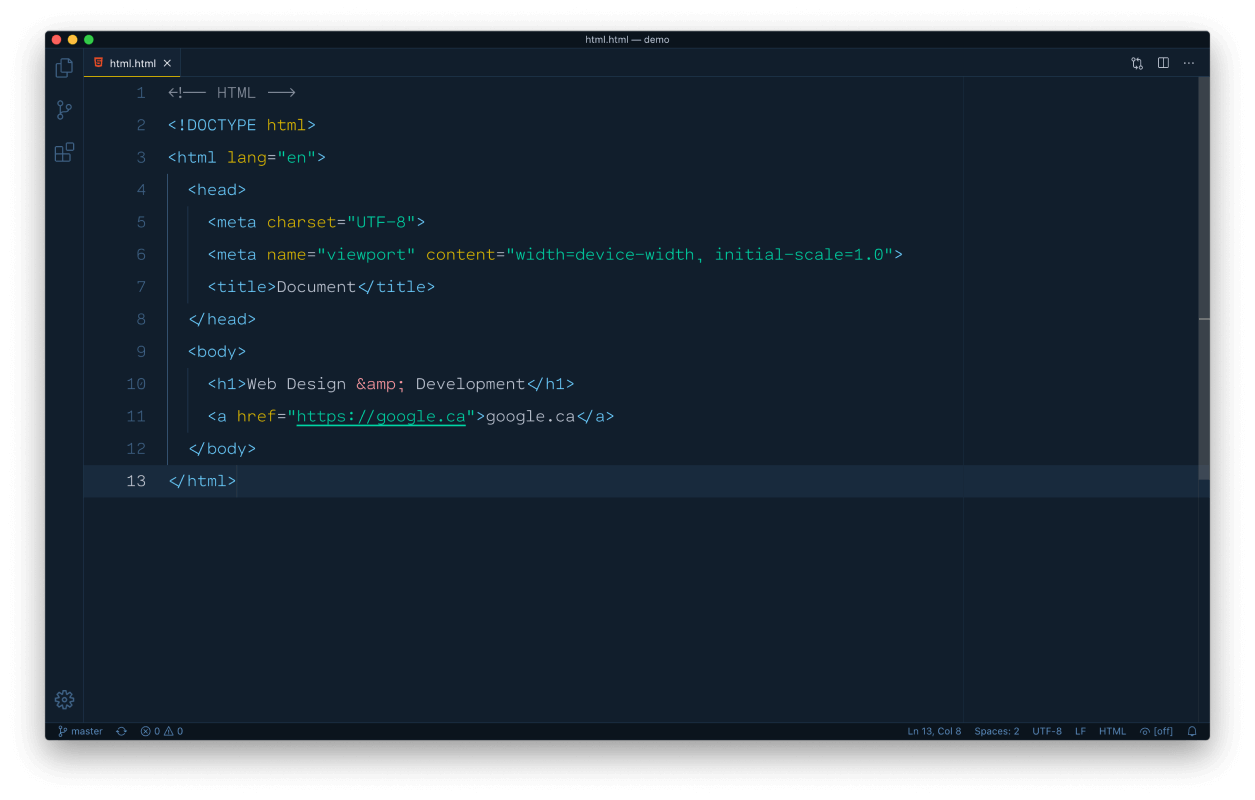 html.html — demo
html.html
1 <!-- HTML -->
2 <!DOCTYPE html>
3 <html lang="en">
4   <head>
5     <meta charset="UTF-8">
6     <meta name="viewport" content="width=device-width, initial-scale=1.0">
7     <title>Document</title>
8   </head>
9   <body>
10     <h1>Web Design &amp; Development</h1>
11     <a href="https://google.ca">google.ca</a>
12   </body>
13 </html>
master 0 0 Ln 13, Col 8 Spaces: 2 UTF-8 LF HTML [off]